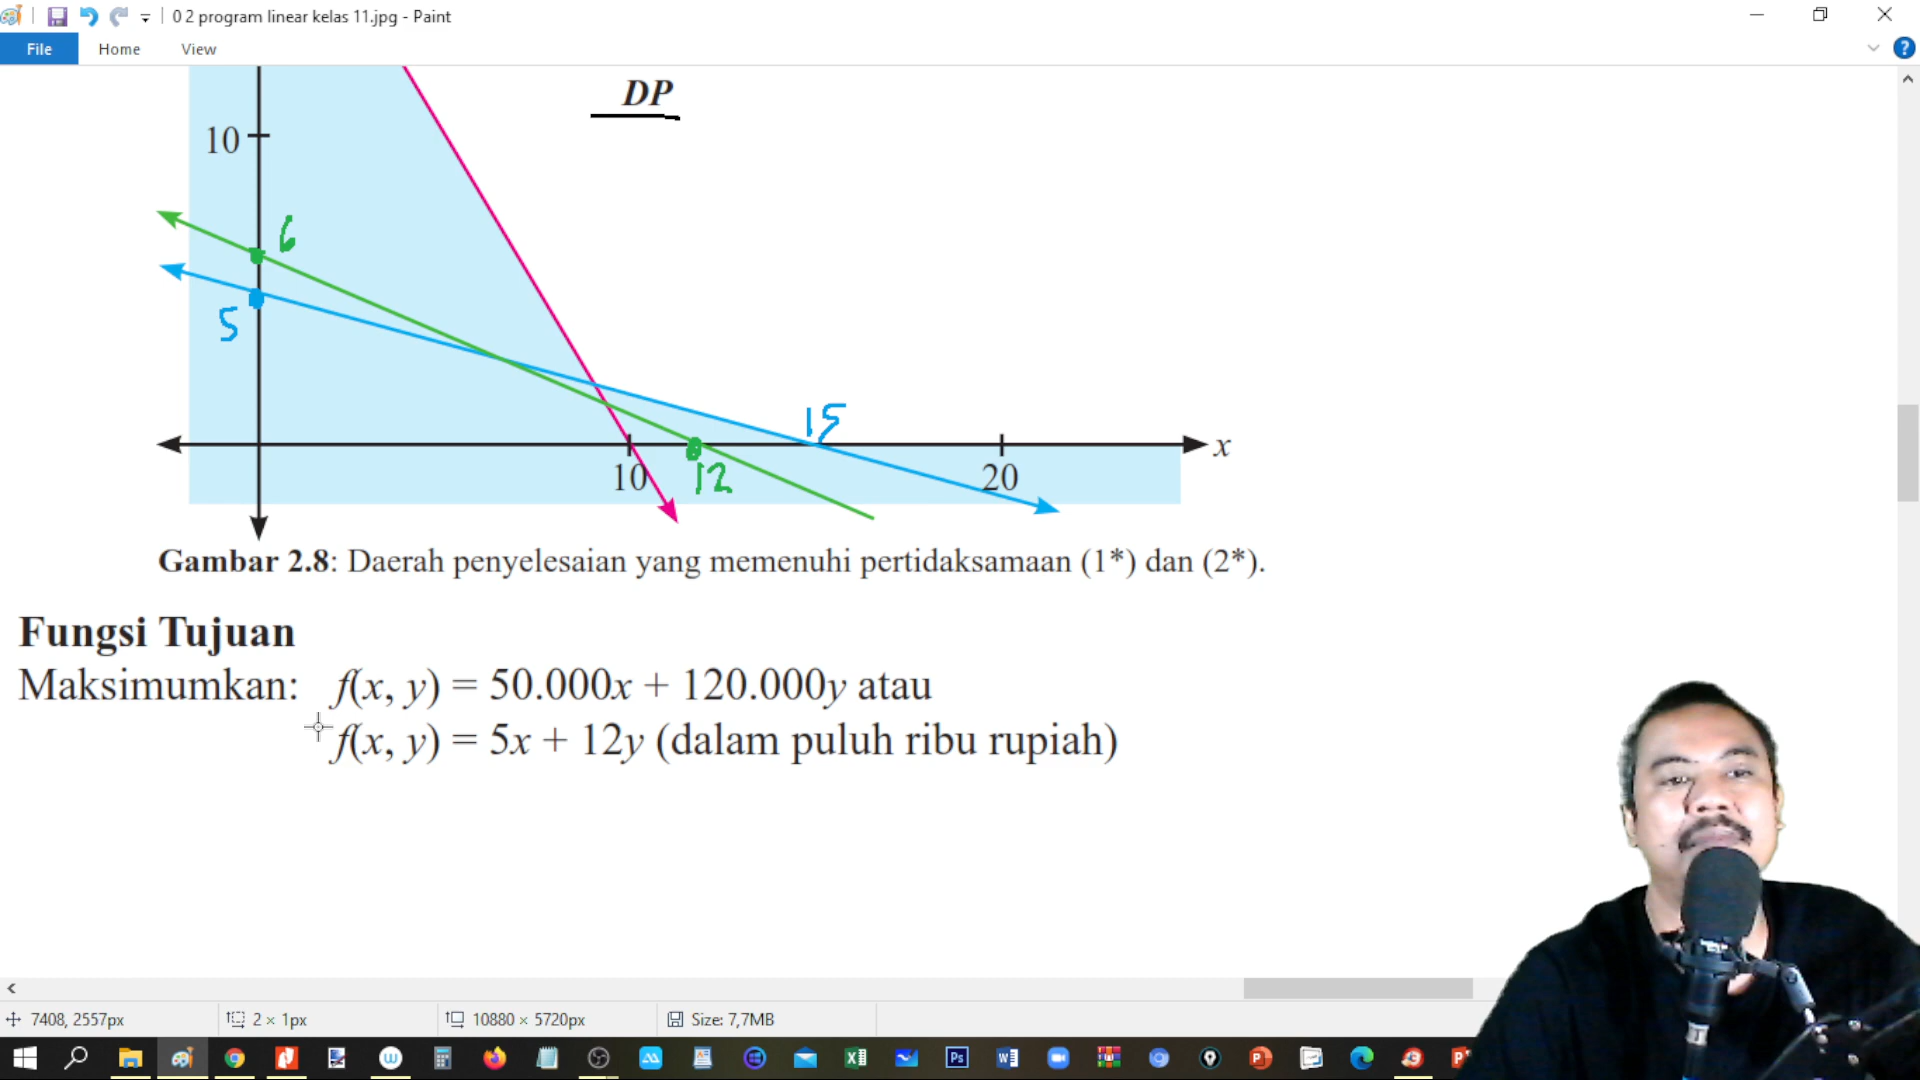 0 2 program linear kelas 11.jpg - Paint
File Home View
DP
10
6
5
15
x
10
12
20
Gambar 2.8: Daerah penyelesaian yang memenuhi pertidaksamaan (1*) dan (2*).
Fungsi Tujuan
Maksimumkan: f(x, y) = 50.000x + 120.000y atau
f(x, y) = 5x + 12y (dalam puluh ribu rupiah)
7408, 2557px 2 × 1px 10880 × 5720px Size: 7,7MB